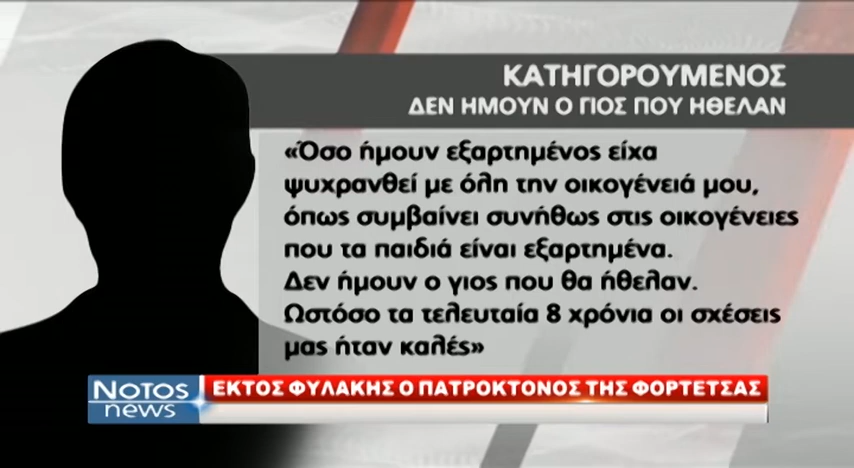 ΚΑΤΗΓΟΡΟΥΜΕΝΟΣ
ΔΕΝ ΗΜΟΥΝ Ο ΓΙΟΣ ΠΟΥ ΗΘΕΛΑΝ
«Όσο ήμουν εξαρτημένος είχα
ψυχρανθεί με όλη την οικογένειά μου,
όπως συμβαίνει συνήθως στις οικογένειες
που τα παιδιά είναι εξαρτημένα.
Δεν ήμουν ο γιος που θα ήθελαν.
Ωστόσο τα τελευταία 8 χρόνια οι σχέσεις
μας ήταν καλές»
NOTOS
news
ΕΚΤΟΣ ΦΥΛΑΚΗΣ Ο ΠΑΤΡΟΚΤΟΝΟΣ ΤΗΣ ΦΟΡΤΕΤΣΑΣ